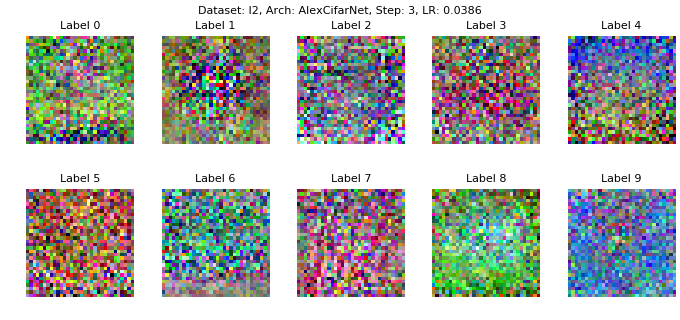 Dataset: I2, Arch: AlexCifarNet, Step: 3, LR: 0.0386
Label 0 Label 1 Label 2 Label 3 Label 4
Label 5 Label 6 Label 7 Label 8 Label 9